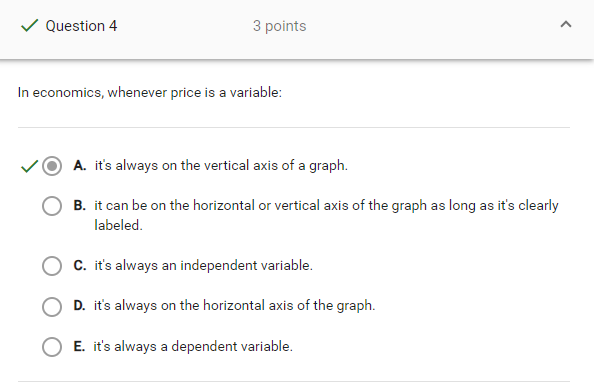 Question 4 3 points
In economics, whenever price is a variable:
A. it's always on the vertical axis of a graph.
B. it can be on the horizontal or vertical axis of the graph as long as it's clearly
labeled.
C. it's always an independent variable.
D. it's always on the horizontal axis of the graph.
E. it's always a dependent variable.